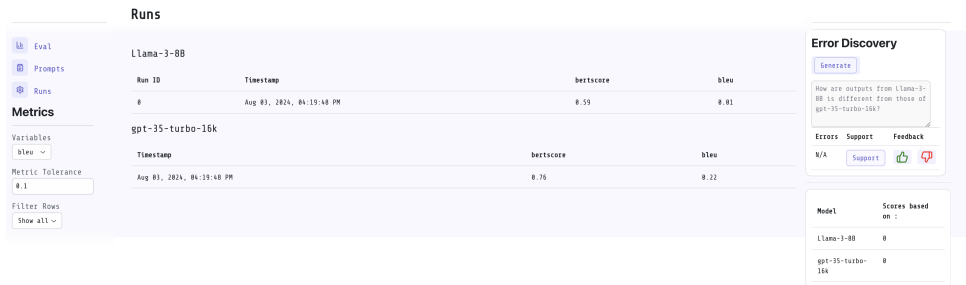 Runs
Eval
Prompts
Runs
Metrics
Variables
bleu
Metric Tolerance
0.1
Filter Rows
Show all
Llama-3-8B
Run ID Timestamp bertscore bleu
0 Aug 03, 2024, 04:19:48 PM 0.59 0.01
gpt-35-turbo-16k
Timestamp bertscore bleu
Aug 03, 2024, 04:19:48 PM 0.76 0.22
Error Discovery
Generate
How are outputs from Llama-3-
8B is different from those of
gpt-35-turbo-16k?
Errors Support Feedback
N/A Support
Model Scores based
on :
Llama-3-8B 0
gpt-35-turbo- 0
16k